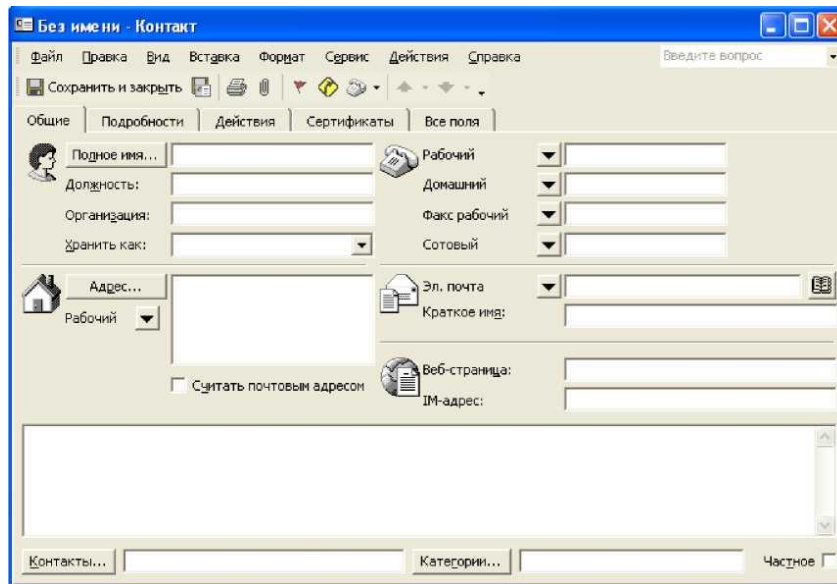 Без имени - Контакт
Файл Правка Вид Вставка Формат Сервис Действия Справка Введите вопрос
Сохранить и закрыть
Общие Подробности Действия Сертификаты Все поля
Полное имя...
Должность:
Организация:
Хранить как:
Рабочий
Домашний
Факс рабочий
Сотовый
Адрес...
Рабочий
Считать почтовым адресом
Эл. почта
Краткое имя:
Веб-страница:
IM-адрес:
Контакты... Категории... Частное